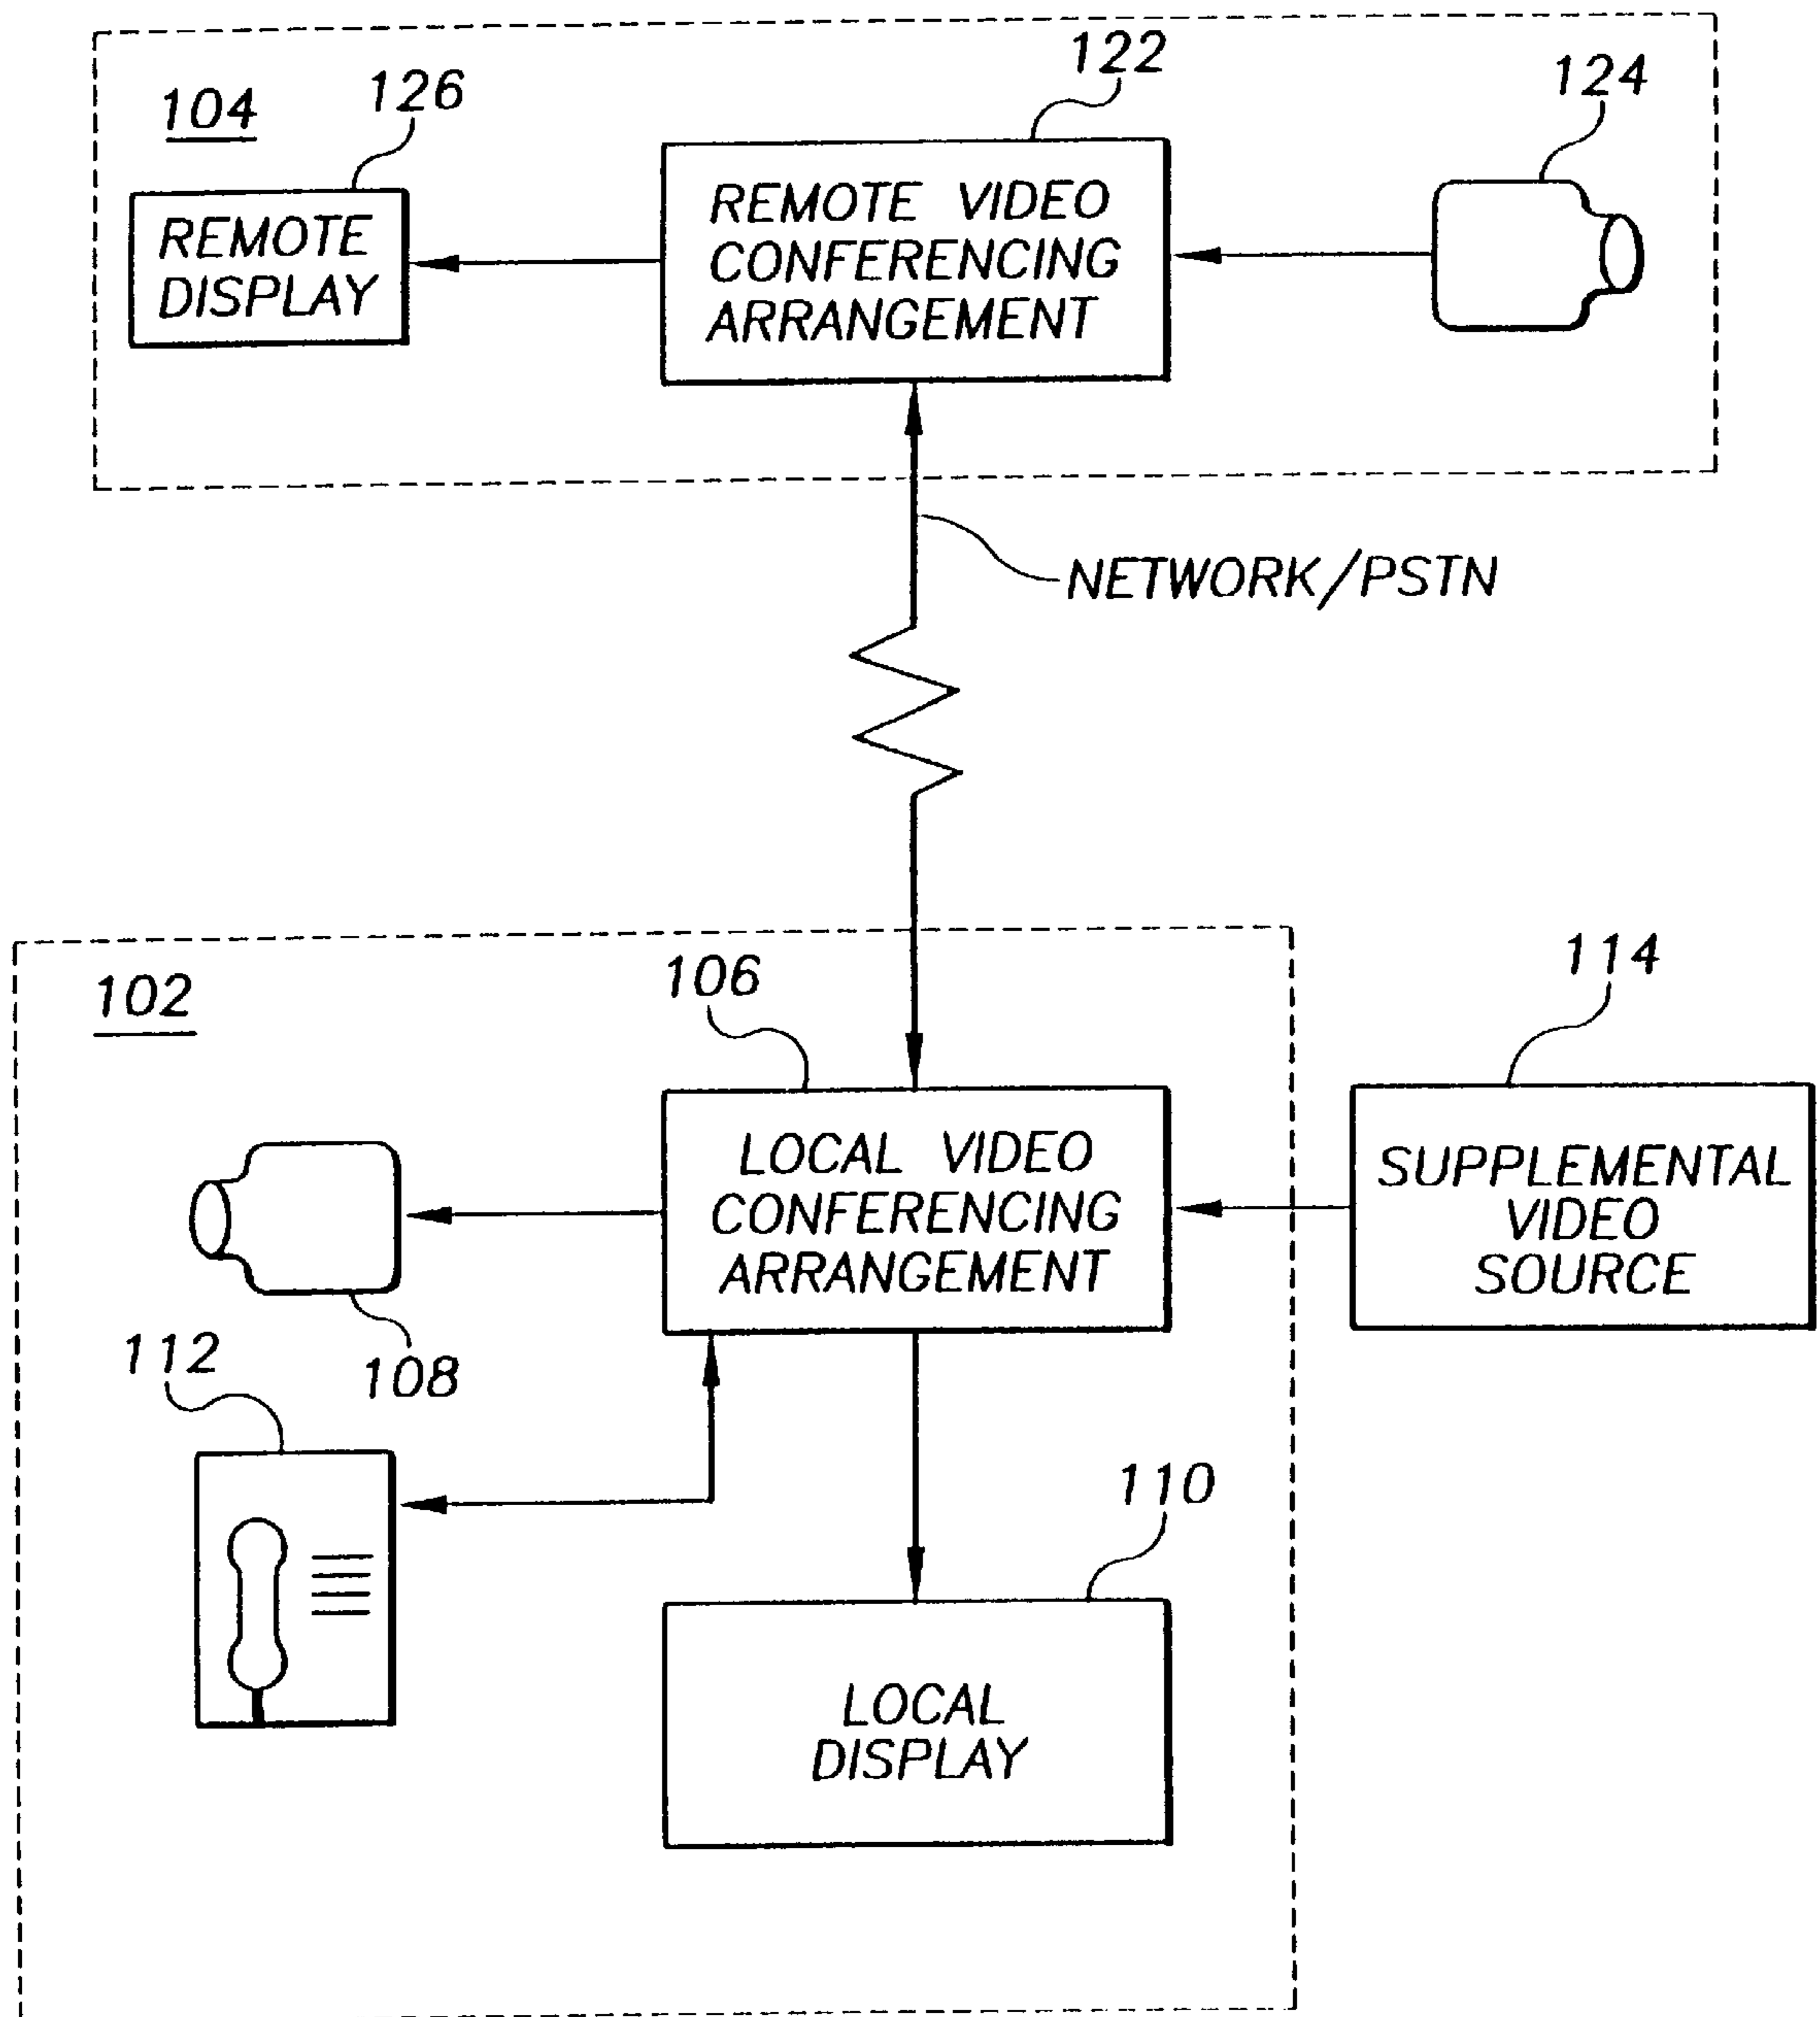 122
124
126
104
REMOTE
DISPLAY
REMOTE VIDEO
CONFERENCING
ARRANGEMENT
NETWORK/PSTN
114
106
102
LOCAL VIDEO
CONFERENCING
ARRANGEMENT
SUPPLEMENTAL
VIDEO
SOURCE
112
108
110
LOCAL
DISPLAY